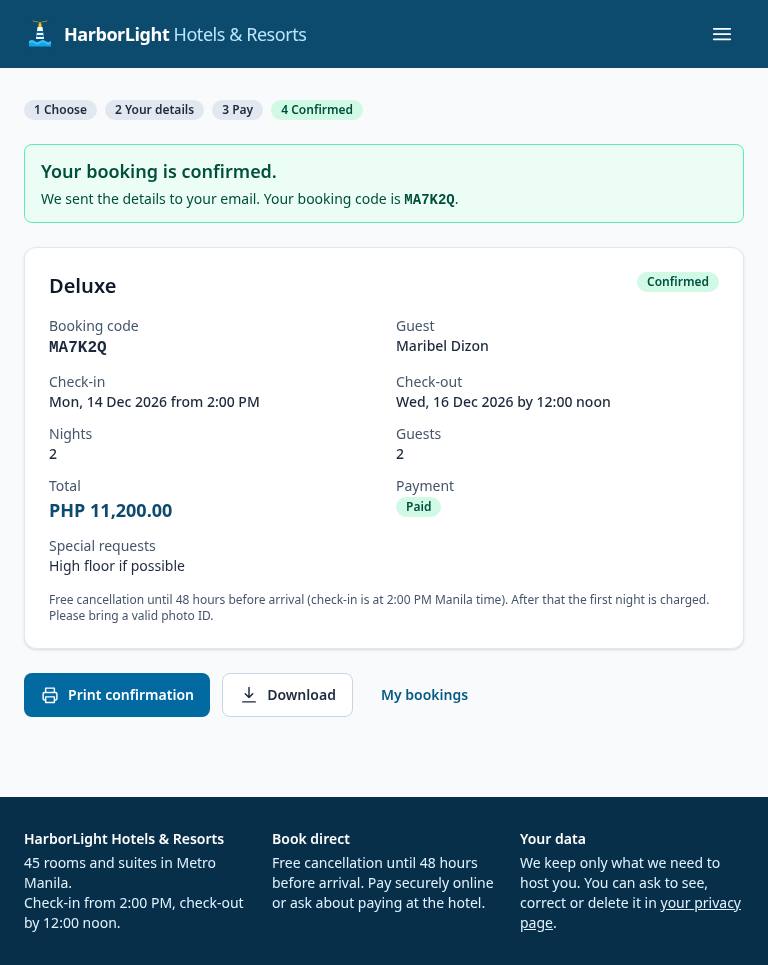 HarborLight Hotels & Resorts
1 Choose
2 Your details
3 Pay
4 Confirmed
Your booking is confirmed.
We sent the details to your email. Your booking code is MA7K2Q.
Deluxe
Confirmed
Booking code
MA7K2Q
Guest
Maribel Dizon
Check-in
Mon, 14 Dec 2026 from 2:00 PM
Check-out
Wed, 16 Dec 2026 by 12:00 noon
Nights
2
Guests
2
Total
PHP 11,200.00
Payment
Paid
Special requests
High floor if possible
Free cancellation until 48 hours before arrival (check-in is at 2:00 PM Manila time). After that the first night is charged.
Please bring a valid photo ID.
Print confirmation
Download
My bookings
HarborLight Hotels & Resorts
45 rooms and suites in Metro
Manila.
Check-in from 2:00 PM, check-out
by 12:00 noon.
Book direct
Free cancellation until 48 hours
before arrival. Pay securely online
or ask about paying at the hotel.
Your data
We keep only what we need to
host you. You can ask to see,
correct or delete it in your privacy
page.